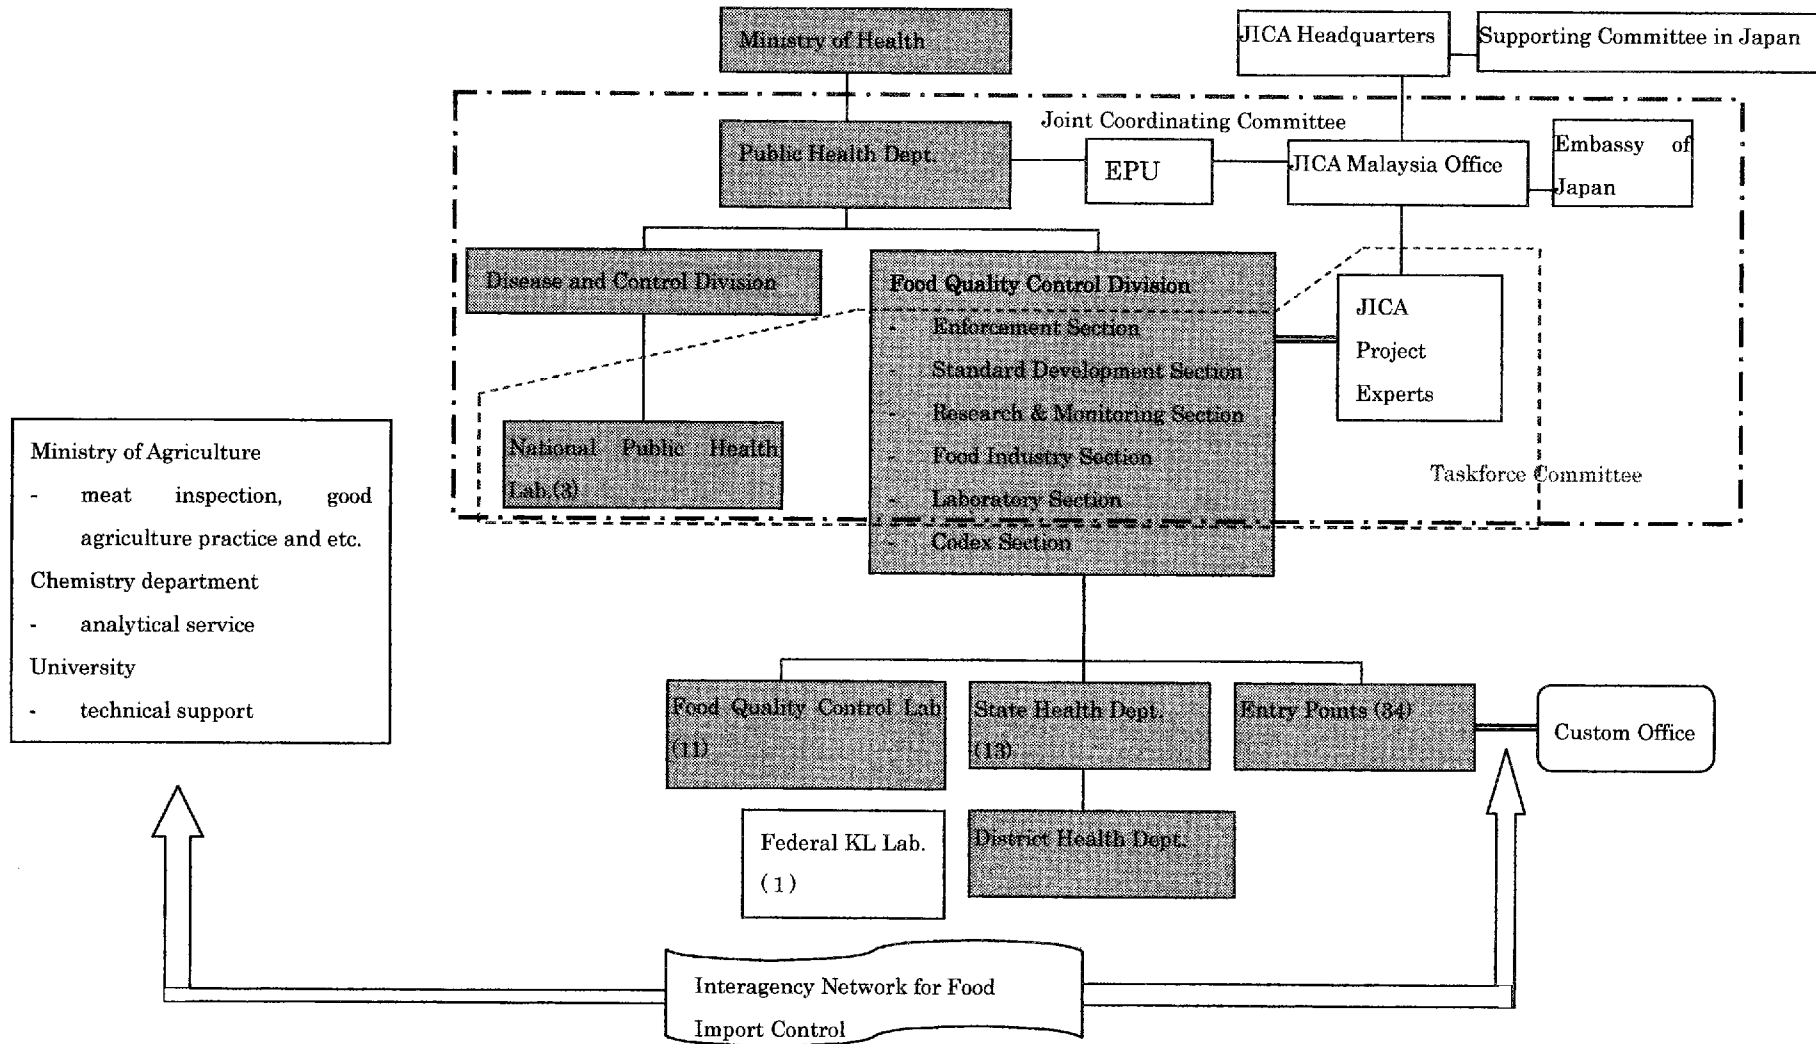 Ministry of Health
JICA Headquarters
Supporting Committee in Japan
Joint Coordinating Committee
Public Health Dept.
EPU
JICA Malaysia Office
Embassy of
Japan
Disease and Control Division
Food Quality Control Division
- Enforcement Section
- Standard Development Section
- Research & Monitoring Section
- Food Industry Section
- Laboratory Section
- Codex Section
JICA
Project
Experts
National Public Health
Lab.(3)
Taskforce Committee
Ministry of Agriculture
- meat inspection, good
agriculture practice and etc.
Chemistry department
- analytical service
University
- technical support
Food Quality Control Lab
(11)
State Health Dept.
(13)
Entry Points (34)
Custom Office
Federal KL Lab.
(1)
District Health Dept.
Interagency Network for Food
Import Control